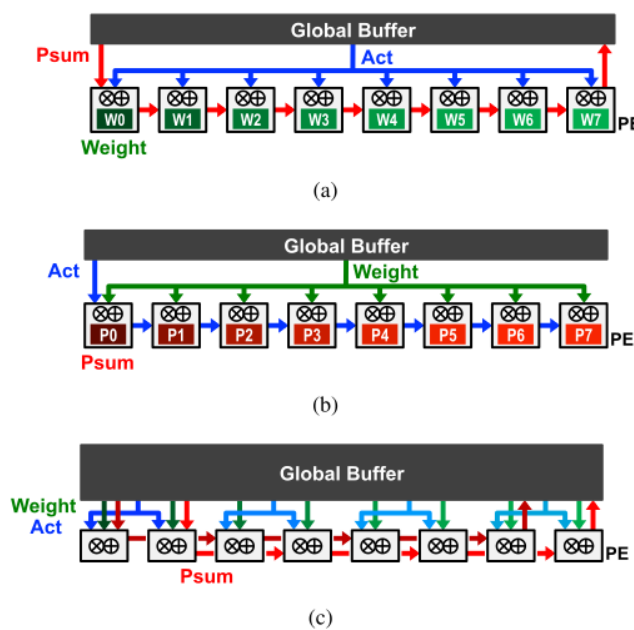 Global Buffer
Psum
Act
W0 W1 W2 W3 W4 W5 W6 W7
Weight
PE
(a)
Global Buffer
Act
Weight
P0 P1 P2 P3 P4 P5 P6 P7
PE
Psum
(b)
Global Buffer
Weight
Act
PE
Psum
(c)